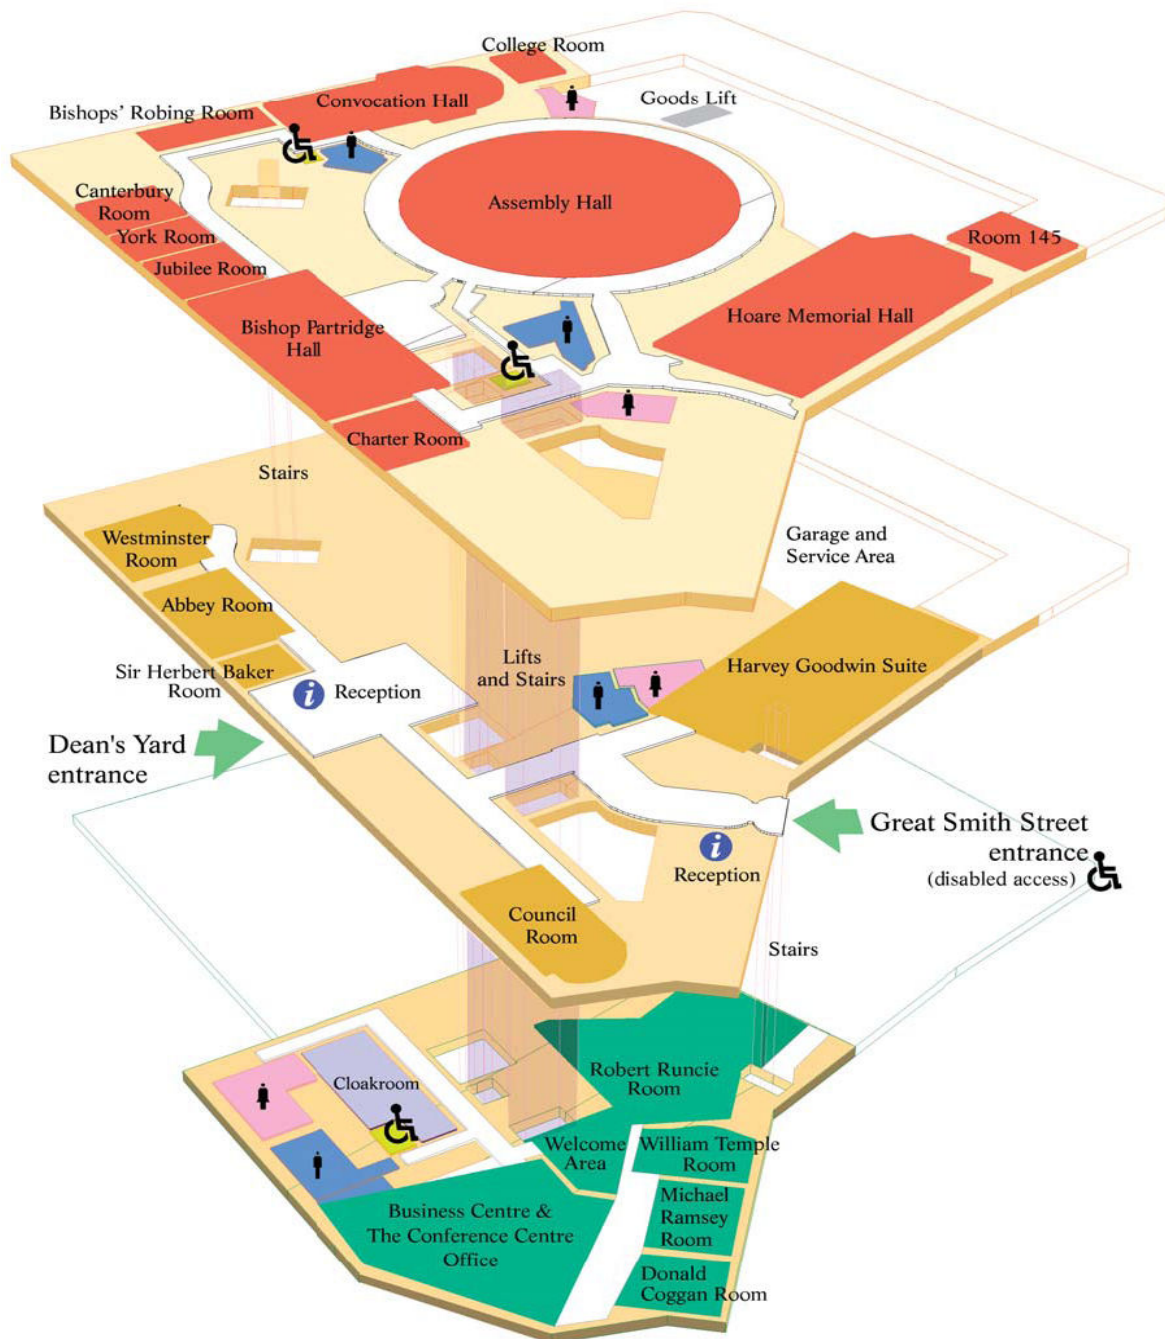 College Room
Convocation Hall
Goods Lift
Bishops' Robing Room
Canterbury
Room
York Room
Jubilee Room
Assembly Hall
Room 145
Bishop Partridge
Hall
Hoare Memorial Hall
Charter Room
Stairs
Westminster
Room
Garage and
Service Area
Abbey Room
Sir Herbert Baker
Room
i Reception
Lifts
and Stairs
Harvey Goodwin Suite
Dean's Yard
entrance
Great Smith Street
entrance
(disabled access)
i
Reception
Council
Room
Stairs
Robert Runcie
Room
Cloakroom
Welcome
Area
William Temple
Room
Michael
Ramsey
Room
Business Centre &
The Conference Centre
Office
Donald
Coggan Room